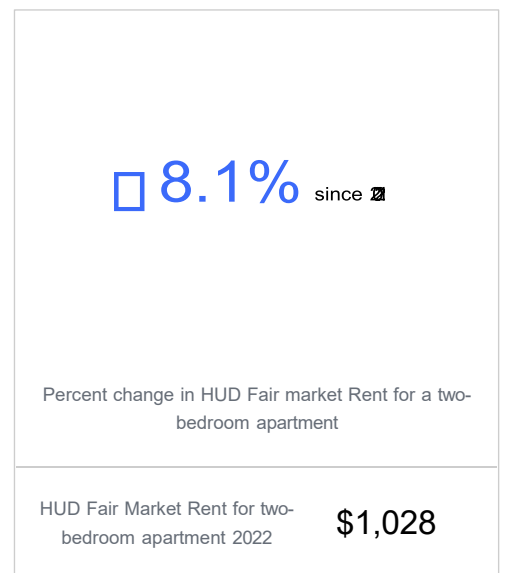 8.1% since
Percent change in HUD Fair market Rent for a two-
bedroom apartment
HUD Fair Market Rent for two-
bedroom apartment 2022
$1,028